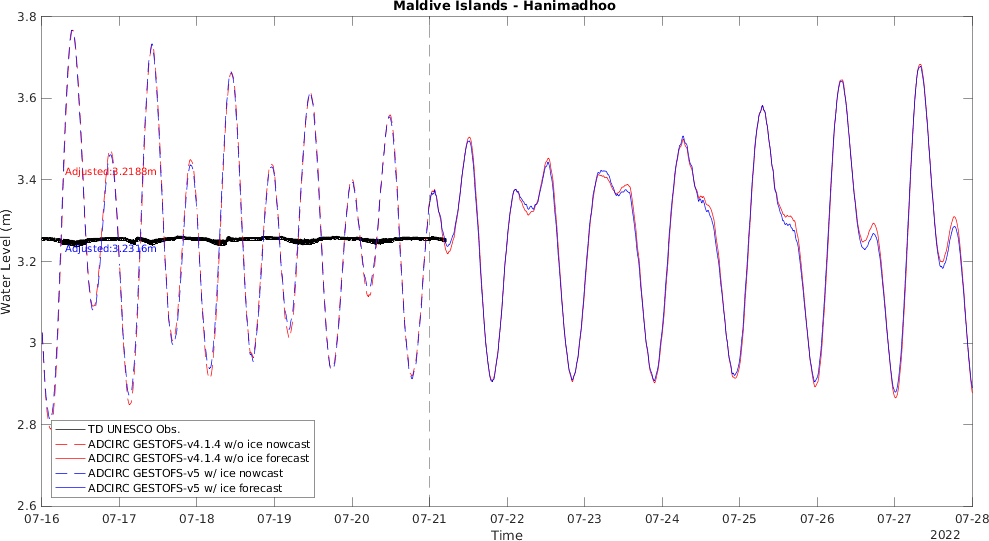 Maldive Islands - Hanimadhoo
Water Level (m)
3.8
3.6
3.4
3.2
3
2.8
2.6
Adjusted:3.2188m
Adjusted:3.2316m
TD UNESCO Obs.
ADCIRC GESTOFS-v4.1.4 w/o ice nowcast
ADCIRC GESTOFS-v4.1.4 w/o ice forecast
ADCIRC GESTOFS-v5 w/ ice nowcast
ADCIRC GESTOFS-v5 w/ ice forecast
07-16 07-17 07-18 07-19 07-20 07-21 07-22 07-23 07-24 07-25 07-26 07-27 07-28
Time
2022